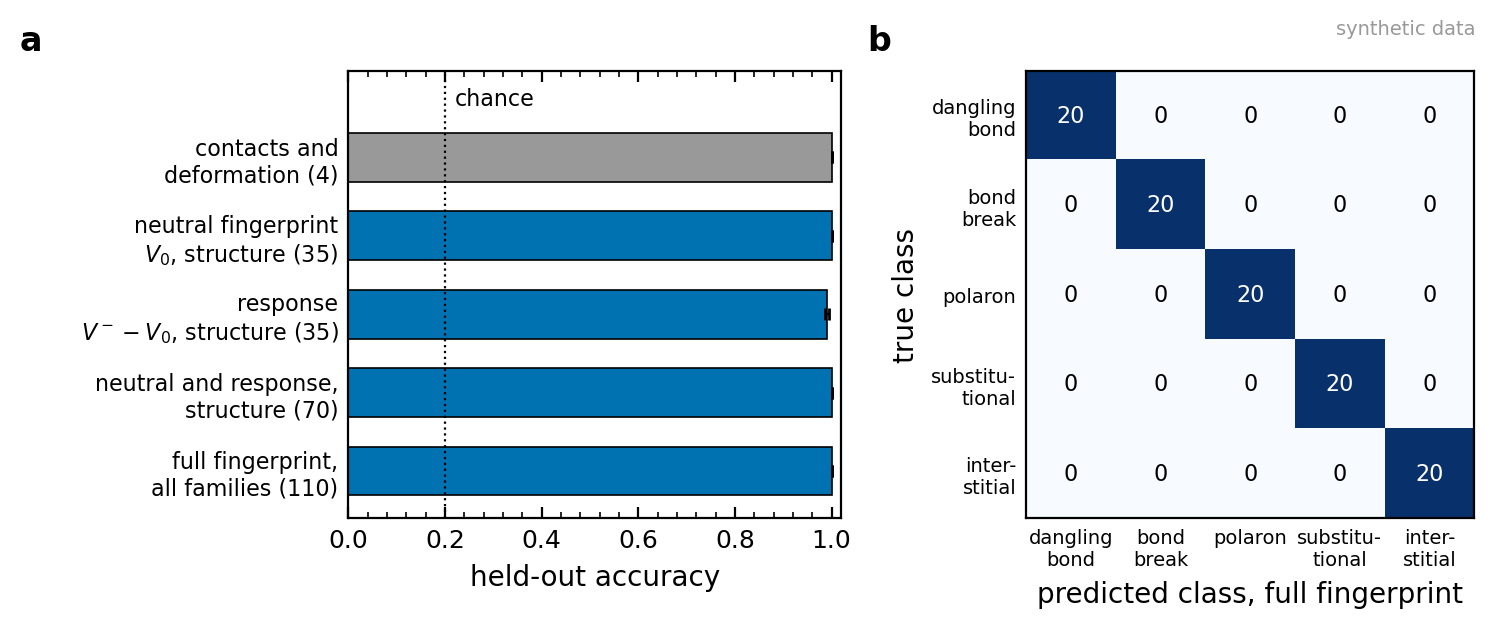 a
chance
contacts and
deformation (4)
neutral fingerprint
V₀, structure (35)
response
V⁻ − V₀, structure (35)
neutral and response,
structure (70)
full fingerprint,
all families (110)
0.0 0.2 0.4 0.6 0.8 1.0
held-out accuracy
b
synthetic data
true class
dangling
bond
20 0 0 0 0
bond
break
0 20 0 0 0
polaron
0 0 20 0 0
substitu-
tional
0 0 0 20 0
inter-
stitial
0 0 0 0 20
dangling bond polaron substitu- inter-
bond break tional stitial
predicted class, full fingerprint